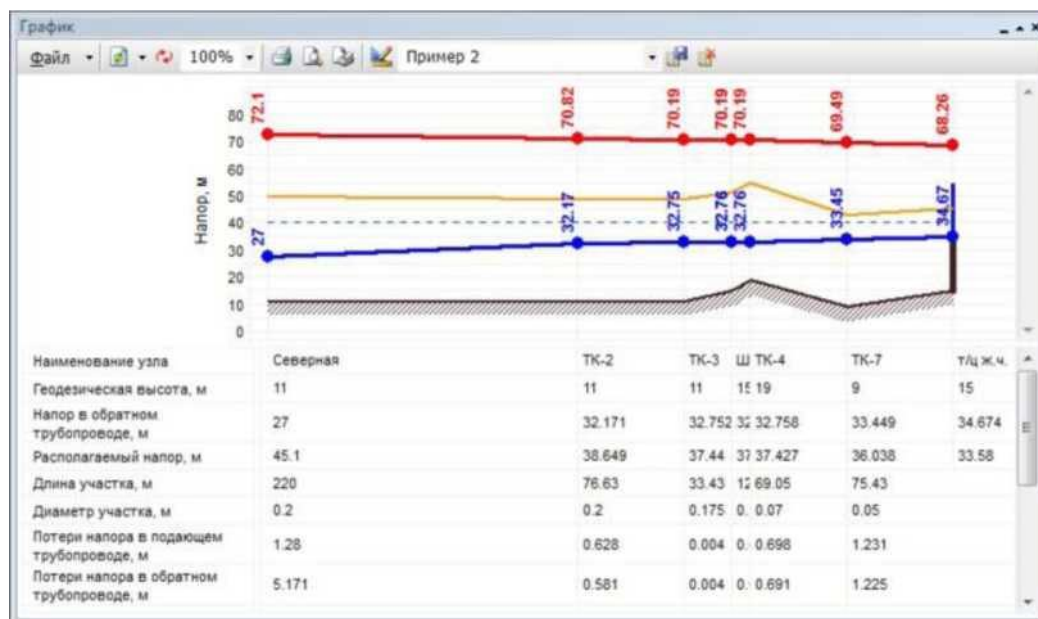 График
Файл 100% Пример 2
72.1 70.82 70.19 70.19 70.19 69.49 68.26
80
70
60
50
40
30
20
10
0
Напор, м
27 32.17 32.75 32.76 32.76 33.45 34.67
Наименование узла Северная ТК-2 ТК-3 Ш ТК-4 ТК-7 т/ц ж.ч.
Геодезическая высота, м 11 11 11 15 19 9 15
Напор в обратном
трубопроводе, м 27 32.171 32.752 32 32.758 33.449 34.674
Располагаемый напор, м 45.1 38.649 37.44 37 37.427 36.038 33.58
Длина участка, м 220 76.63 33.43 12 69.05 75.43
Диаметр участка, м 0.2 0.2 0.175 0. 0.07 0.05
Потери напора в подающем
трубопроводе, м 1.28 0.628 0.004 0. 0.698 1.231
Потери напора в обратном
трубопроводе, м 5.171 0.581 0.004 0. 0.691 1.225